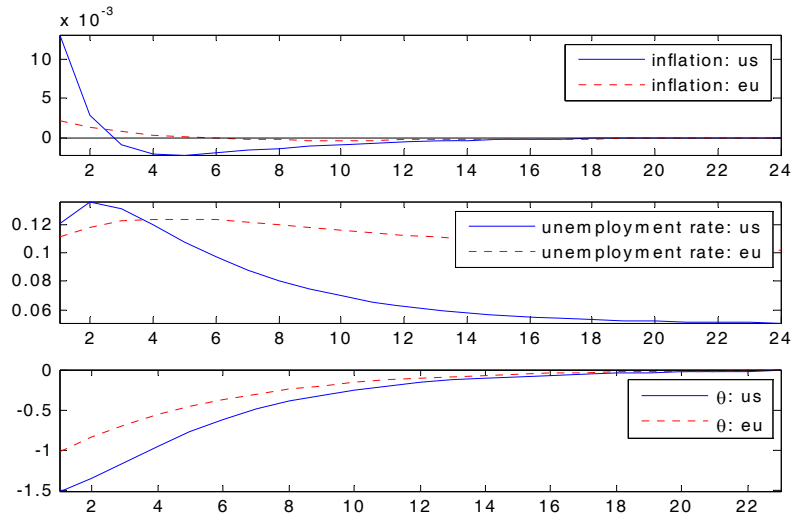 x 10-3
10
5
0
inflation: us
inflation: eu
2 4 6 8 10 12 14 16 18 20 22 24
0.12
0.1
0.08
0.06
unemployment rate: us
unemployment rate: eu
2 4 6 8 10 12 14 16 18 20 22 24
0
-0.5
-1
-1.5
θ: us
θ: eu
2 4 6 8 10 12 14 16 18 20 22